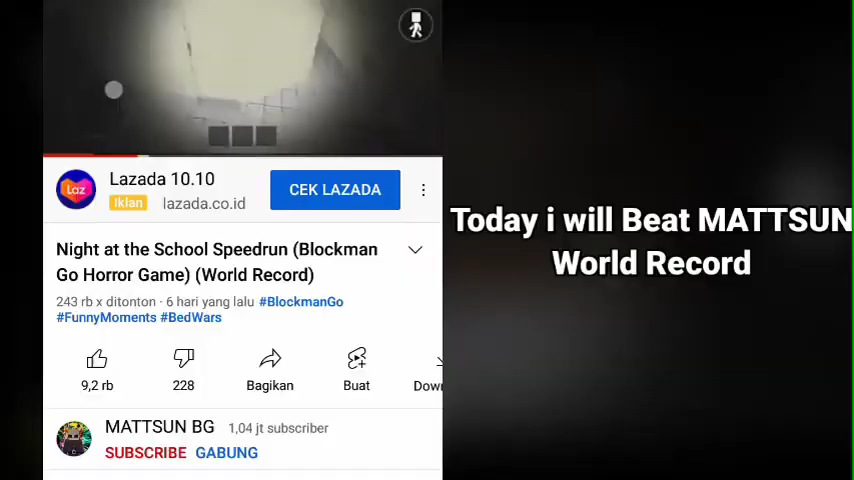 Laz
Lazada 10.10
Iklan lazada.co.id
CEK LAZADA
Night at the School Speedrun (Blockman
Go Horror Game) (World Record)
243 rb x ditonton · 6 hari yang lalu #BlockmanGo
#FunnyMoments #BedWars
9,2 rb
228
Bagikan
Buat
Down
MATTSUN BG 1,04 jt subscriber
SUBSCRIBE GABUNG
Today i will Beat MATTSUN
World Record